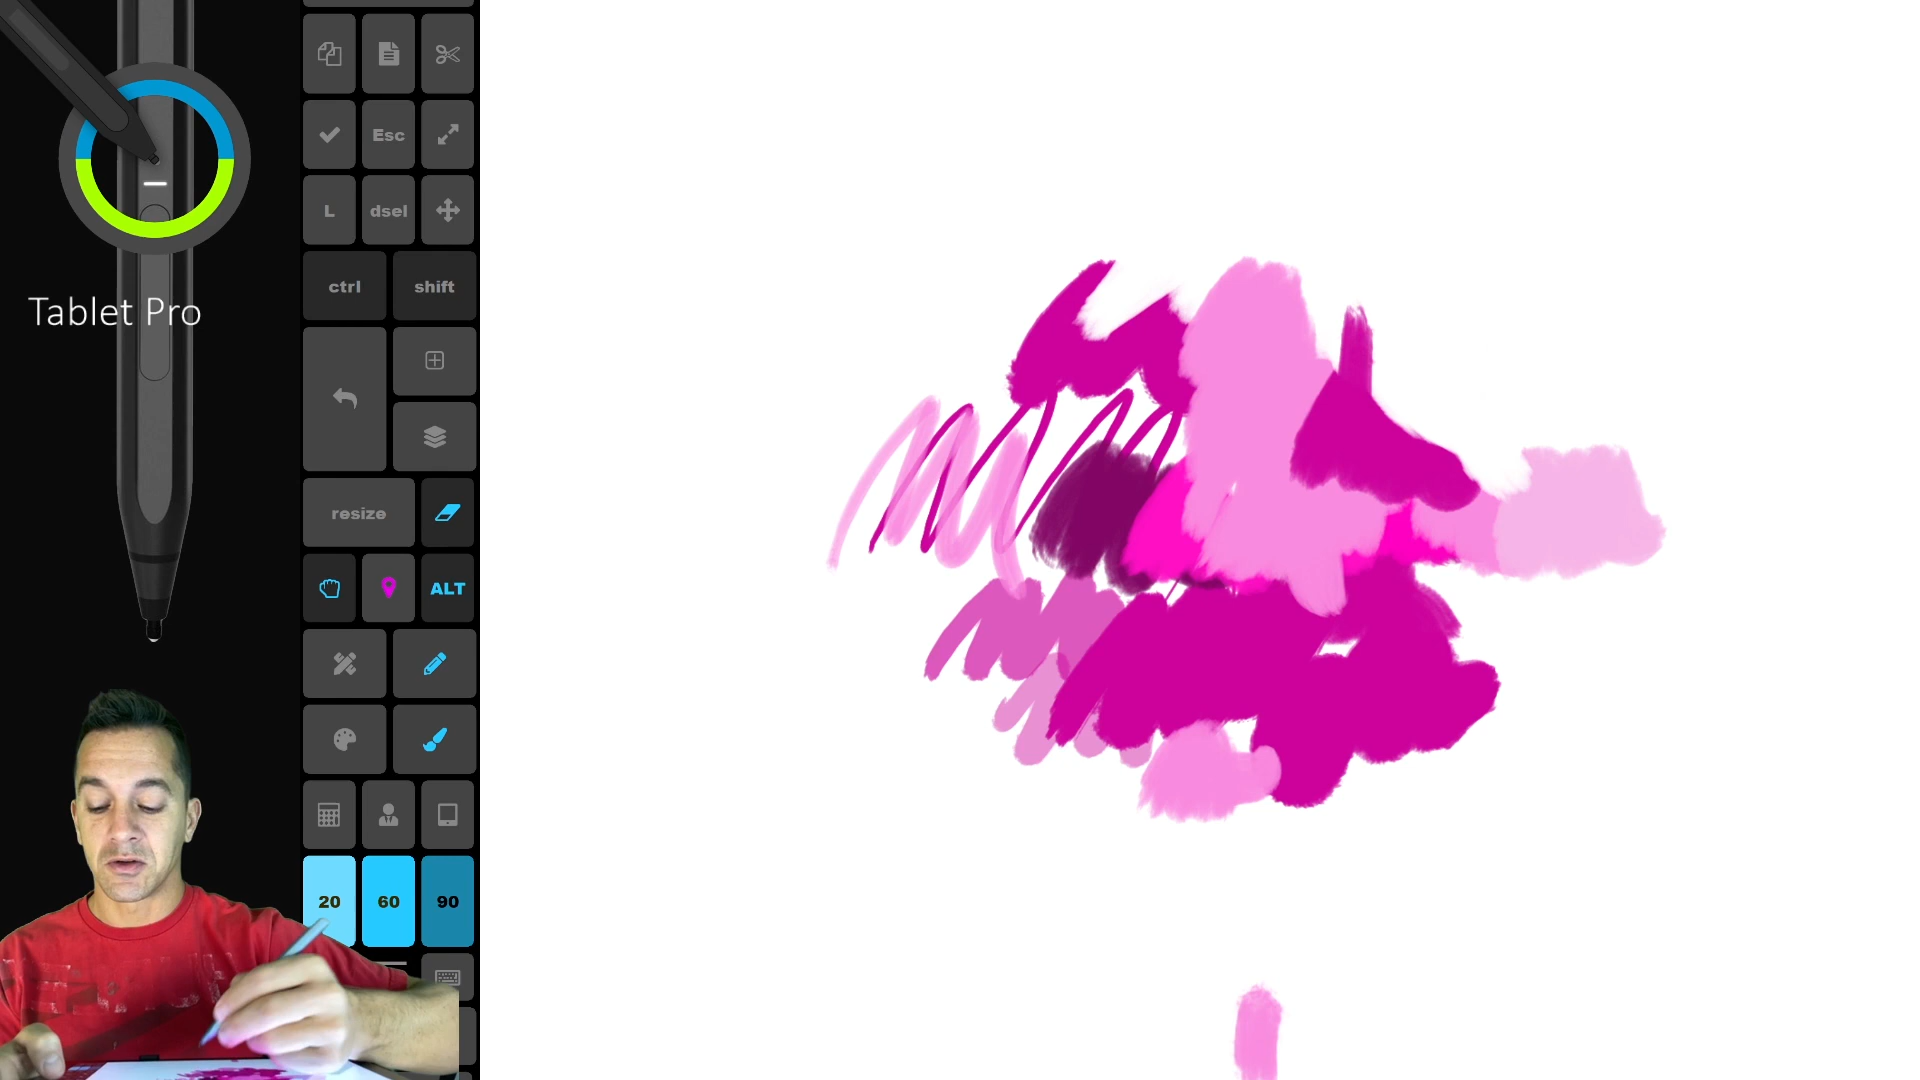 Esc
L dsel
ctrl shift
Tablet Pro
resize
ALT
20 60 90